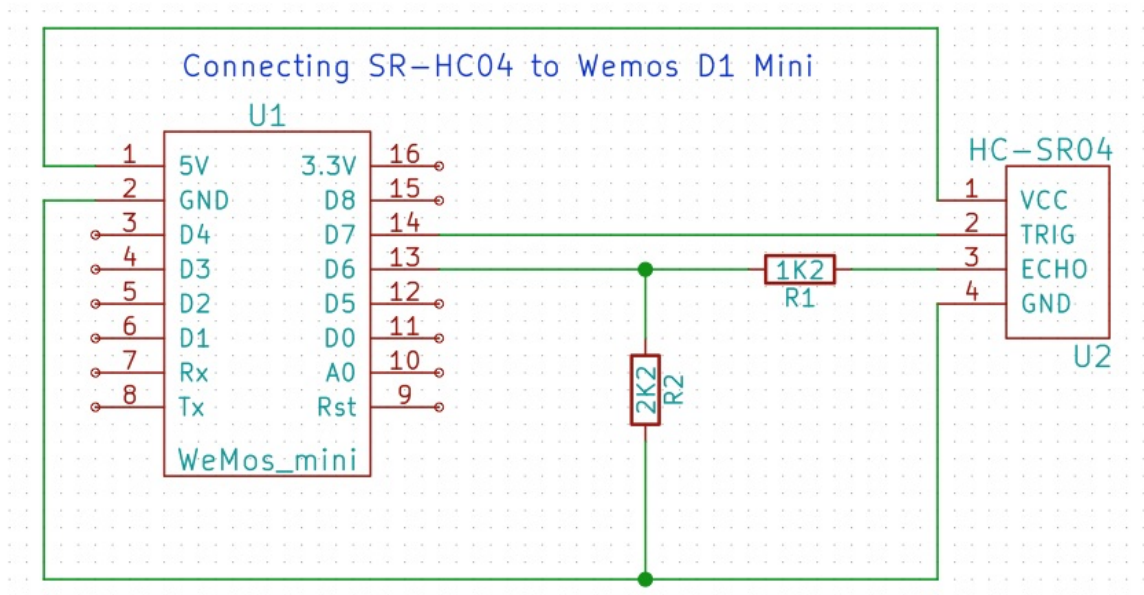 Connecting SR-HC04 to Wemos D1 Mini
U1
HC-SR04
1 5V 3.3V 16
2 GND D8 15
3 D4 D7 14
4 D3 D6 13
5 D2 D5 12
6 D1 D0 11
7 Rx A0 10
8 Tx Rst 9
WeMos_mini
1 VCC
2 TRIG
3 ECHO
4 GND
U2
1K2
R1
2K2
R2